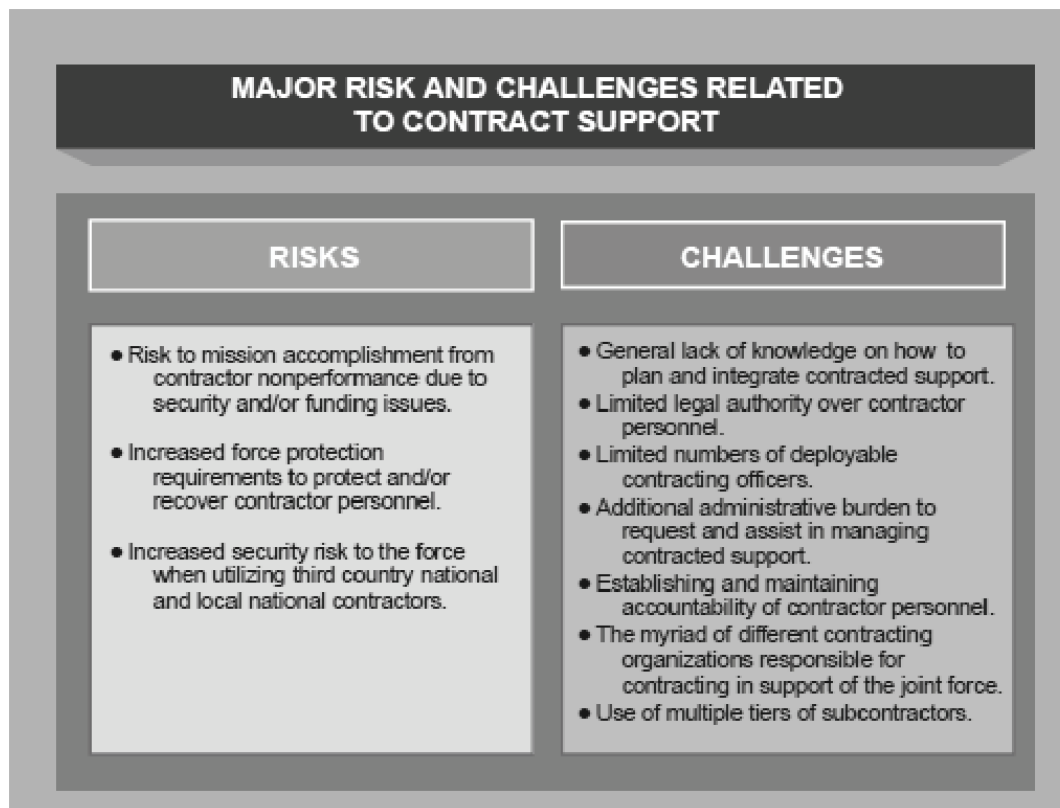 MAJOR RISK AND CHALLENGES RELATED
TO CONTRACT SUPPORT
RISKS
● Risk to mission accomplishment from
contractor nonperformance due to
security and/or funding issues.
● Increased force protection
requirements to protect and/or
recover contractor personnel.
● Increased security risk to the force
when utilizing third country national
and local national contractors.
CHALLENGES
● General lack of knowledge on how to
plan and integrate contracted support.
● Limited legal authority over contractor
personnel.
● Limited numbers of deployable
contracting officers.
● Additional administrative burden to
request and assist in managing
contracted support.
● Establishing and maintaining
accountability of contractor personnel.
● The myriad of different contracting
organizations responsible for
contracting in support of the joint force.
● Use of multiple tiers of subcontractors.